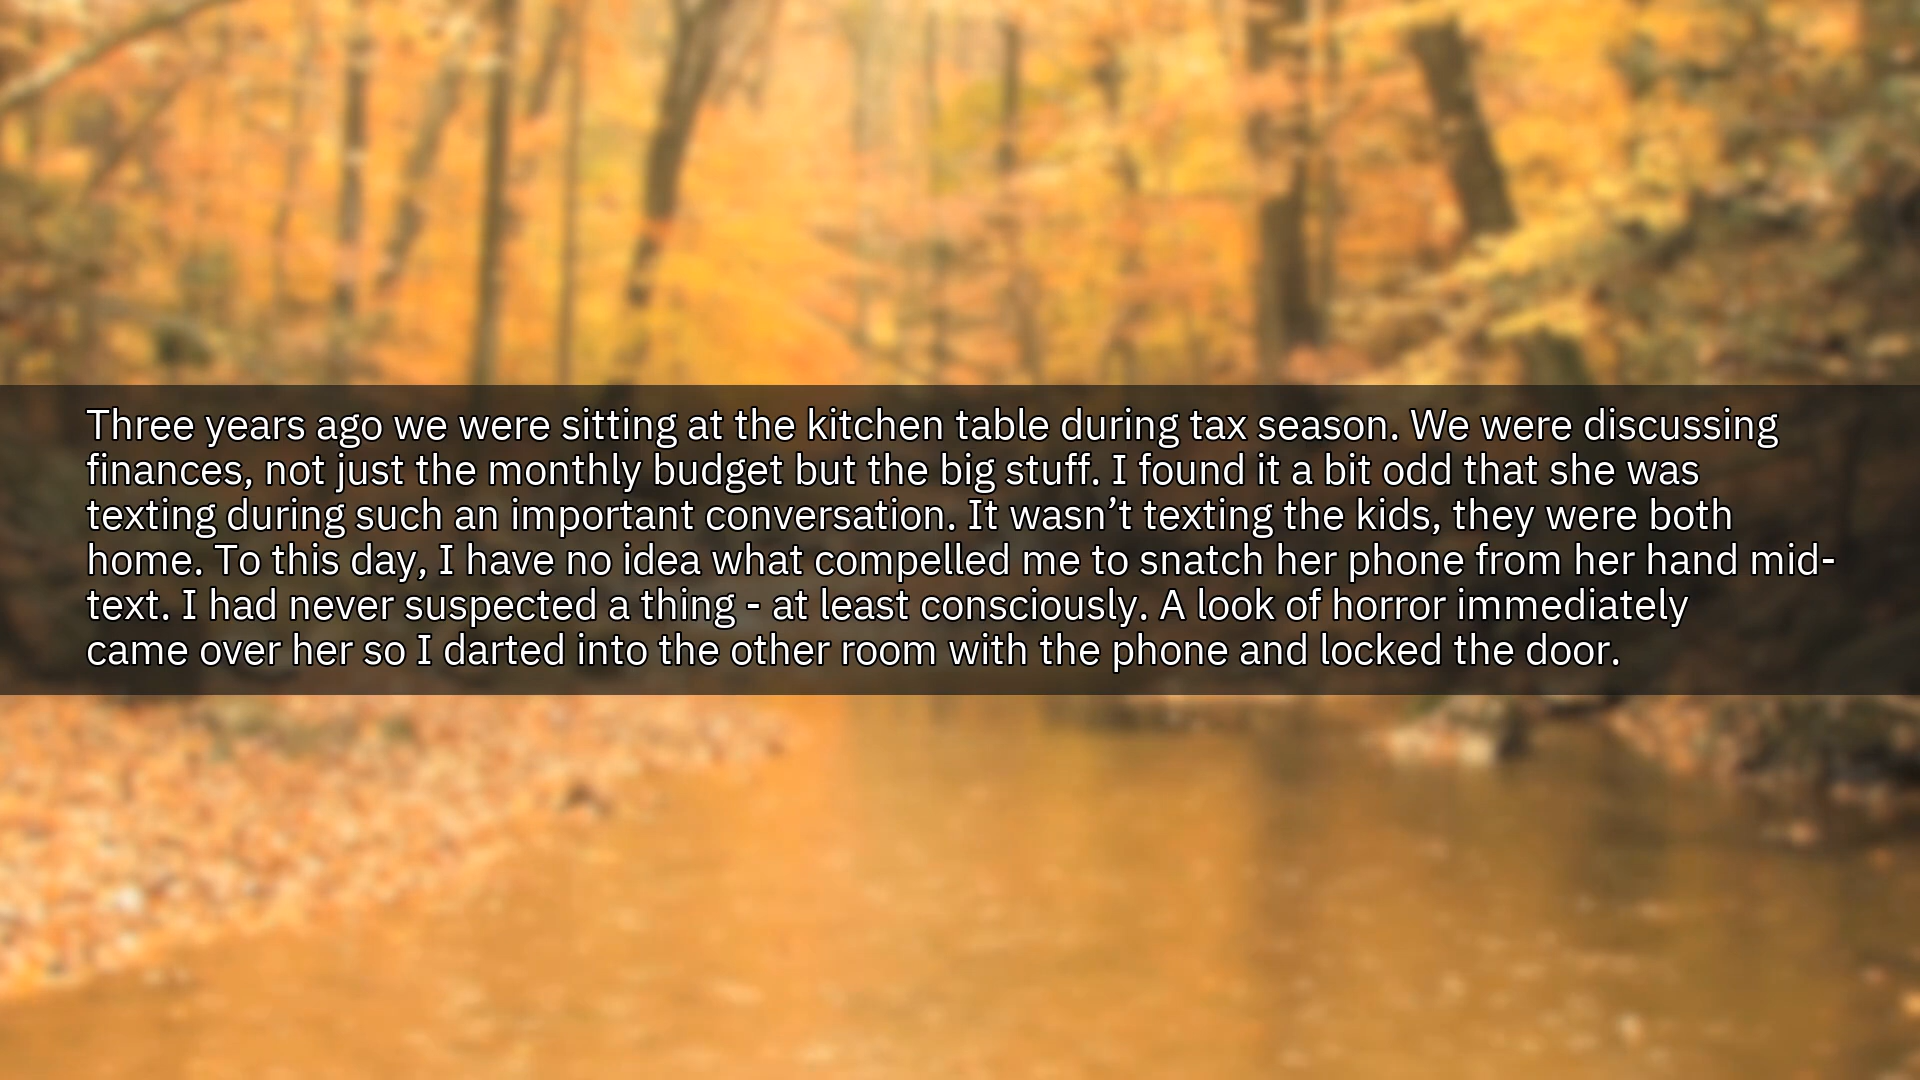 Three years ago we were sitting at the kitchen table during tax season. We were discussing
finances, not just the monthly budget but the big stuff. I found it a bit odd that she was
texting during such an important conversation. It wasn’t texting the kids, they were both
home. To this day, I have no idea what compelled me to snatch her phone from her hand mid-
text. I had never suspected a thing - at least consciously. A look of horror immediately
came over her so I darted into the other room with the phone and locked the door.